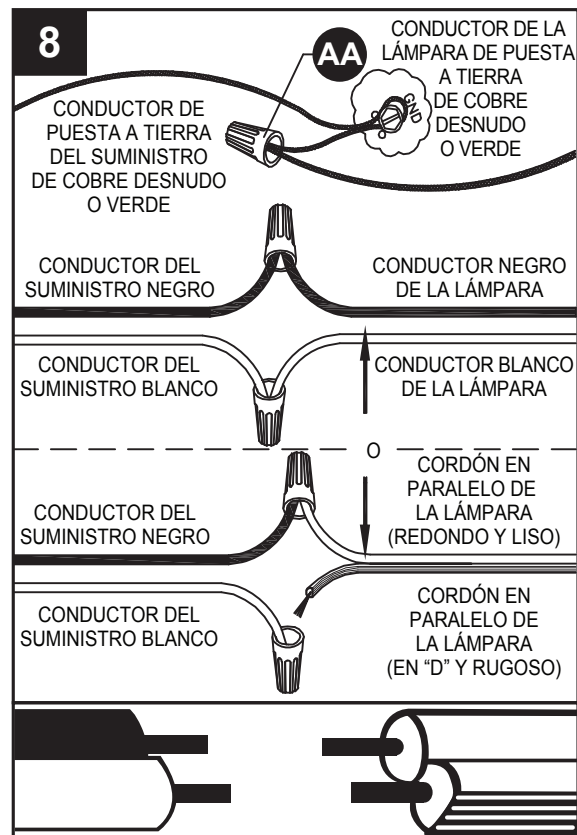 8
AA
CONDUCTOR DE LA
LÁMPARA DE PUESTA
A TIERRA
DE COBRE
DESNUDO
O VERDE
GND
CONDUCTOR DE
PUESTA A TIERRA
DEL SUMINISTRO
DE COBRE DESNUDO
O VERDE
CONDUCTOR DEL
SUMINISTRO NEGRO
CONDUCTOR NEGRO
DE LA LÁMPARA
CONDUCTOR DEL
SUMINISTRO BLANCO
CONDUCTOR BLANCO
DE LA LÁMPARA
O
CONDUCTOR DEL
SUMINISTRO NEGRO
CORDÓN EN
PARALELO DE
LA LÁMPARA
(REDONDO Y LISO)
CONDUCTOR DEL
SUMINISTRO BLANCO
CORDÓN EN
PARALELO DE
LA LÁMPARA
(EN “D” Y RUGOSO)